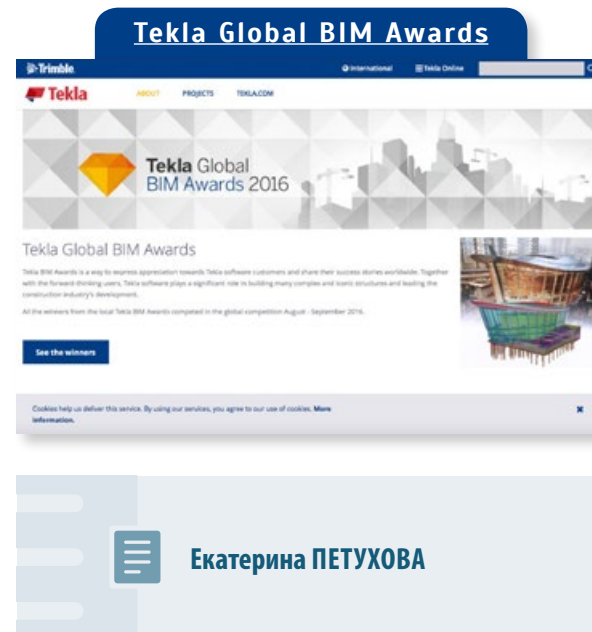 Tekla Global BIM Awards
Trimble.
International
Tekla Online
Tekla
ABOUT
PROJECTS
TEKLA.COM
Tekla Global
BIM Awards 2016
Tekla Global BIM Awards
Tekla BIM Awards is a way to express appreciation towards Tekla software customers and share their success stories worldwide. Together
with the forward-thinking users, Tekla software plays a significant role in building many complex and iconic structures and leading the
construction industry's development.
All the winners from the local Tekla BIM Awards competed in the global competition August - September 2016.
See the winners
Cookies help us deliver this service. By using our services, you agree to our use of cookies. More
information.
Екатерина ПЕТУХОВА